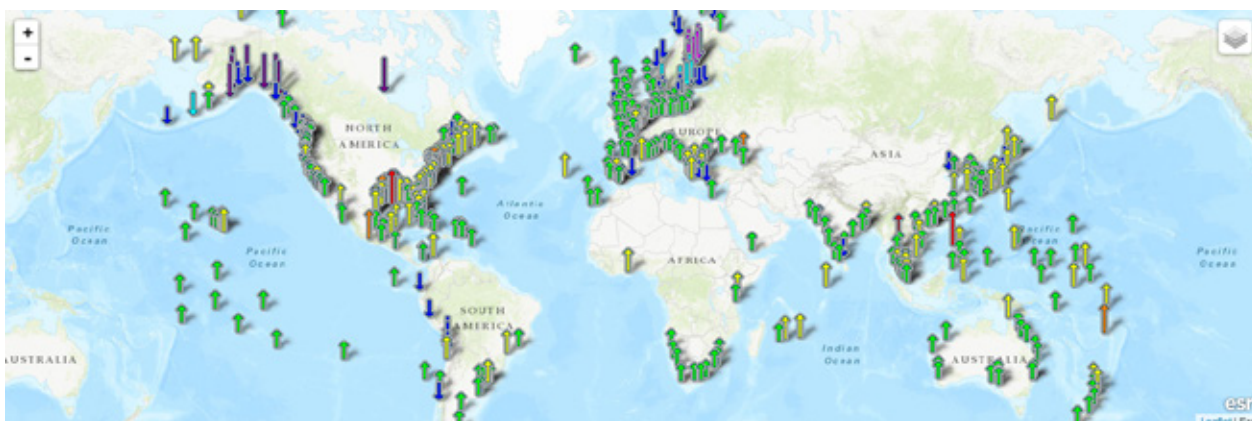 +
-
NORTH
AMERICA
EUROPE
ASIA
Atlantic
Ocean
Pacific
Ocean
Pacific
Ocean
Pacific
Ocean
Pacific
Ocean
AFRICA
SOUTH
AMERICA
Indian
Ocean
AUSTRALIA
AUSTRALIA
esri